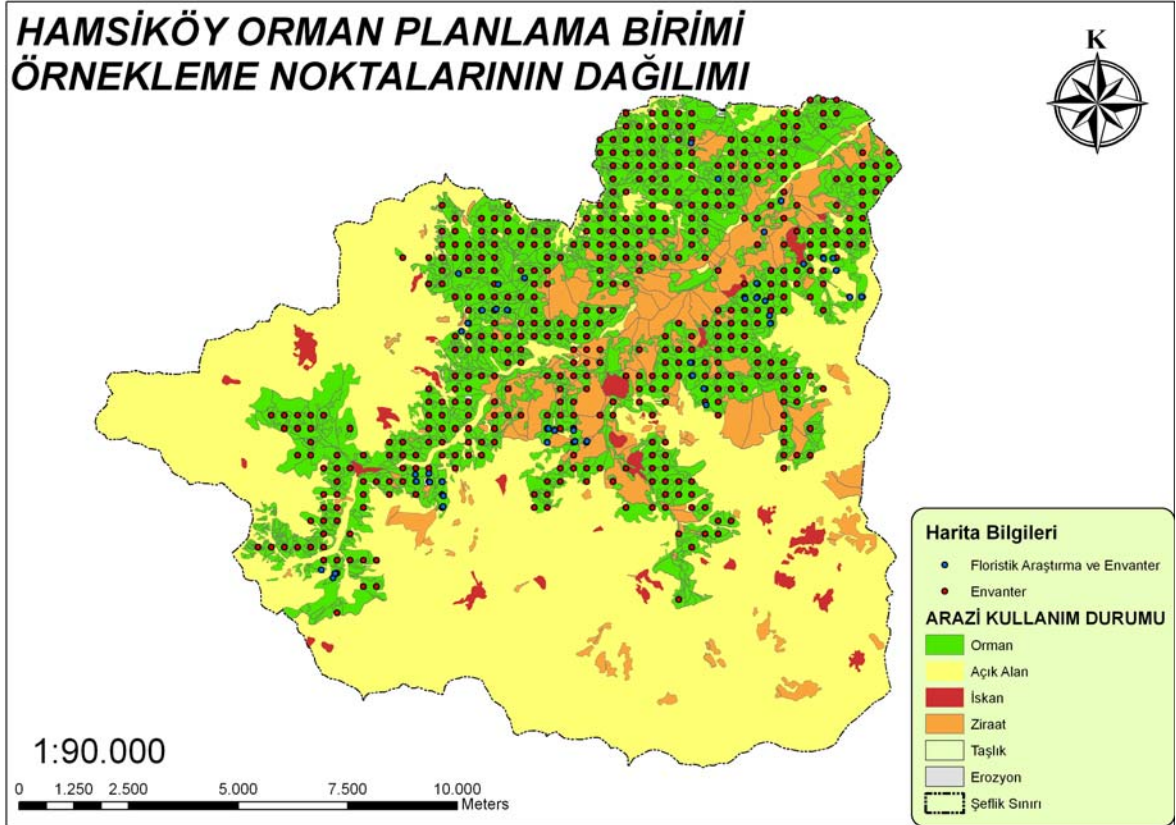 HAMSİKÖY ORMAN PLANLAMA BİRİMİ
ÖRNEKLEME NOKTALARININ DAĞILIMI
K
Harita Bilgileri
Floristik Araştırma ve Envanter
Envanter
ARAZİ KULLANIM DURUMU
Orman
Açık Alan
İskan
Ziraat
Taşlık
Erozyon
Şeflik Sınırı
1:90.000
0 1.250 2.500 5.000 7.500 10.000
Meters